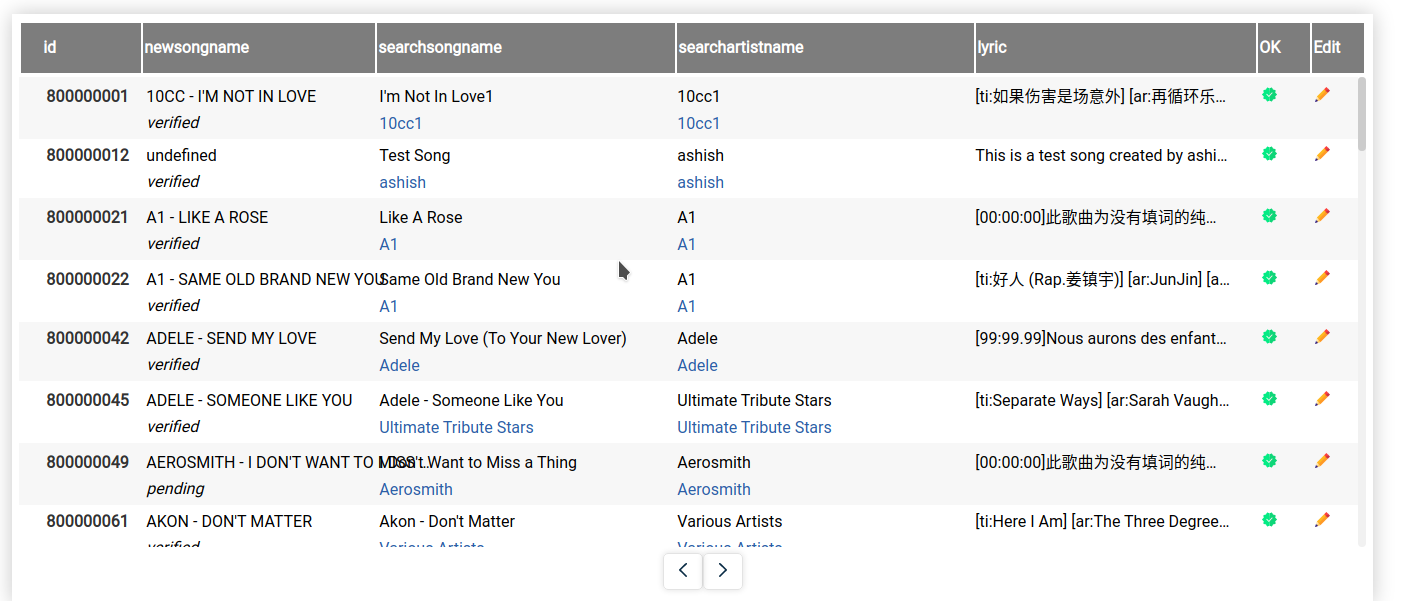 id newsongname searchsongname searchartistname lyric OK Edit
800000001 10CC - I'M NOT IN LOVE I'm Not In Love1 10cc1 [ti:如果伤害是场意外] [ar:再循环乐...
verified 10cc1 10cc1
800000012 undefined Test Song ashish This is a test song created by ashi...
verified ashish ashish
800000021 A1 - LIKE A ROSE Like A Rose A1 [00:00:00]此歌曲为没有填词的纯...
verified A1 A1
800000022 A1 - SAME OLD BRAND NEW YOU Same Old Brand New You A1 [ti:好人 (Rap.姜镇宇)] [ar:JunJin] [a...
verified A1 A1
800000042 ADELE - SEND MY LOVE Send My Love (To Your New Lover) Adele [99:99.99]Nous aurons des enfant...
verified Adele Adele
800000045 ADELE - SOMEONE LIKE YOU Adele - Someone Like You Ultimate Tribute Stars [ti:Separate Ways] [ar:Sarah Vaugh...
verified Ultimate Tribute Stars Ultimate Tribute Stars
800000049 AEROSMITH - I DON'T WANT TO MISS... I Don't Want to Miss a Thing Aerosmith [00:00:00]此歌曲为没有填词的纯...
pending Aerosmith Aerosmith
800000061 AKON - DON'T MATTER Akon - Don't Matter Various Artists [ti:Here I Am] [ar:The Three Degree...
verified Various Artists Various Artists